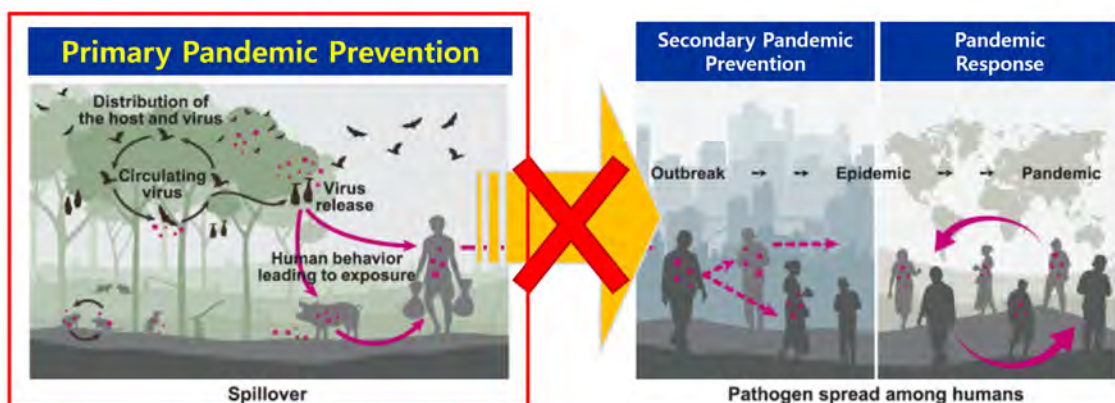 Primary Pandemic Prevention
Distribution of
the host and virus
Circulating
virus
Virus
release
Human behavior
leading to exposure
Spillover
Secondary Pandemic
Prevention
Pandemic
Response
Outbreak → → Epidemic → → Pandemic
Pathogen spread among humans